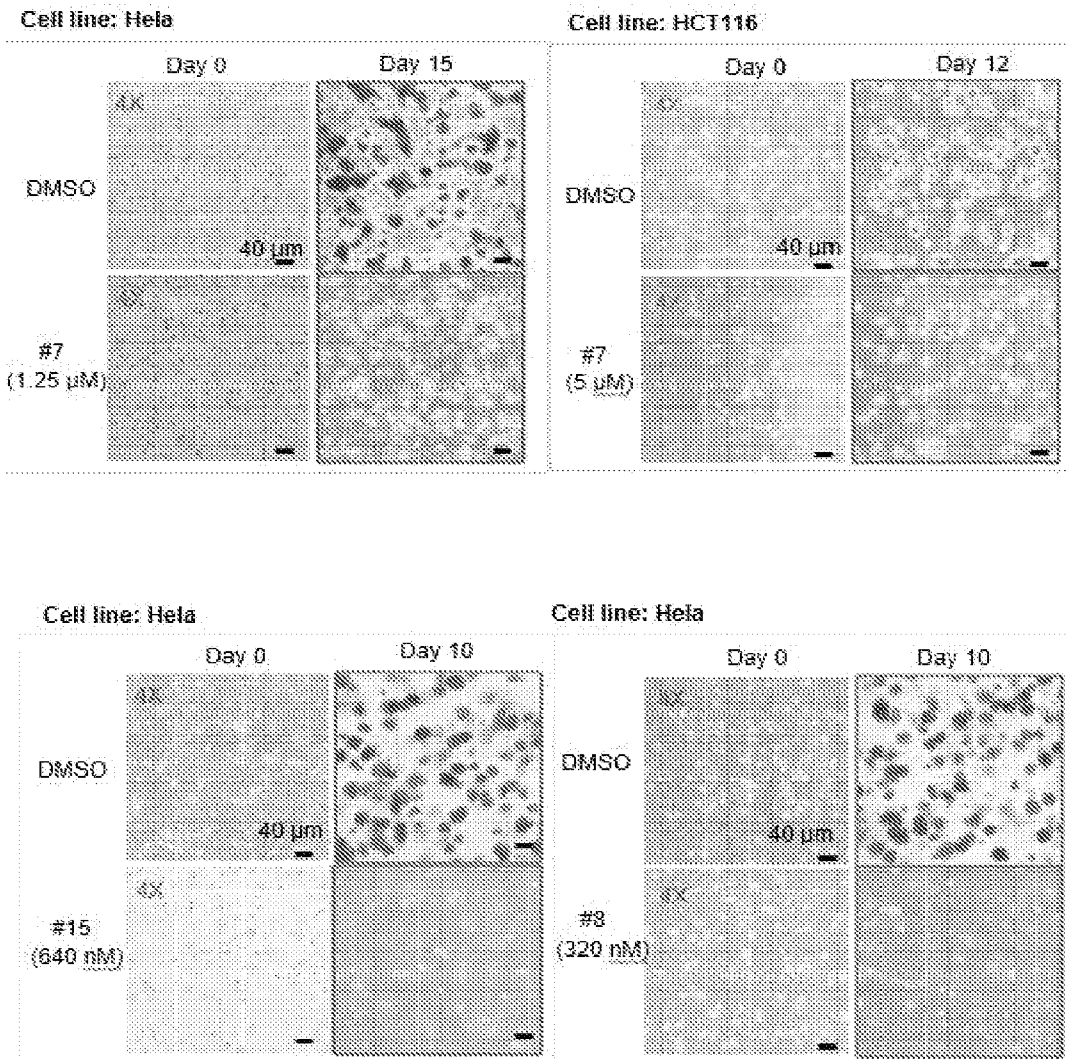 Cell line: Hela
Day 0 Day 15
4X
DMSO
40 µm
4X
#7
(1.25 µM)
Cell line: HCT116
Day 0 Day 12
4X
DMSO
40 µm
4X
#7
(5 µM)
Cell line: Hela
Day 0 Day 10
4X
DMSO
40 µm
4X
#15
(640 nM)
Cell line: Hela
Day 0 Day 10
4X
DMSO
40 µm
4X
#8
(320 nM)